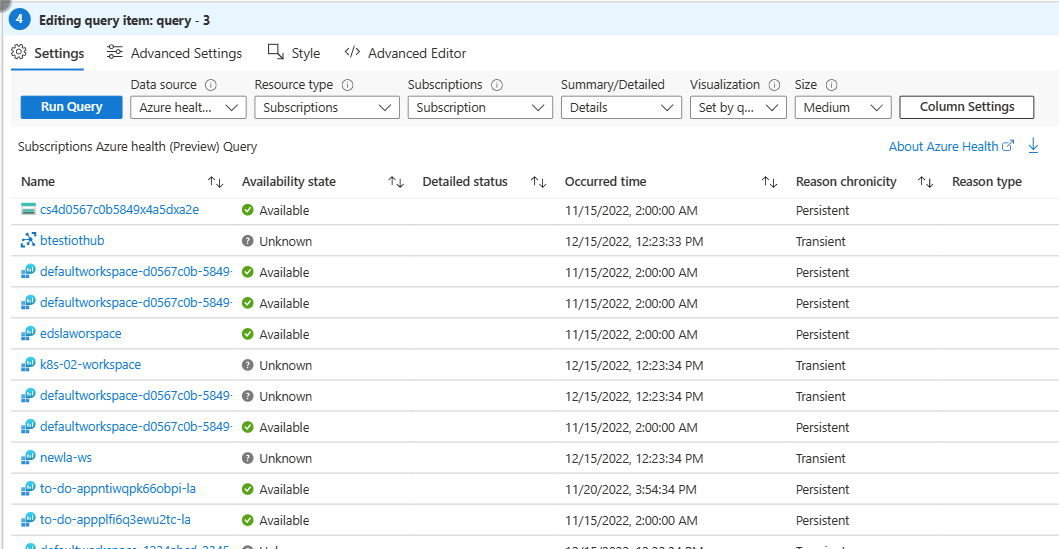 4 Editing query item: query - 3
Settings Advanced Settings Style </> Advanced Editor
Data source Resource type Subscriptions Summary/Detailed Visualization Size
Run Query Azure healt... Subscriptions Subscription Details Set by q... Medium Column Settings
Subscriptions Azure health (Preview) Query About Azure Health
Name Availability state Detailed status Occurred time Reason chronicity Reason type
cs4d0567c0b5849x4a5dxa2e Available 11/15/2022, 2:00:00 AM Persistent
btestiothub Unknown 12/15/2022, 12:23:33 PM Transient
defaultworkspace-d0567c0b-5849- Available 11/15/2022, 2:00:00 AM Persistent
defaultworkspace-d0567c0b-5849- Available 11/15/2022, 2:00:00 AM Persistent
edslaworspace Available 11/15/2022, 2:00:00 AM Persistent
k8s-02-workspace Unknown 12/15/2022, 12:23:34 PM Transient
defaultworkspace-d0567c0b-5849- Unknown 12/15/2022, 12:23:34 PM Transient
defaultworkspace-d0567c0b-5849- Available 11/15/2022, 2:00:00 AM Persistent
newla-ws Unknown 12/15/2022, 12:23:34 PM Transient
to-do-appntiwqpk66obpi-la Available 11/20/2022, 3:54:34 PM Persistent
to-do-appplfi6q3ewu2tc-la Available 11/15/2022, 2:00:00 AM Persistent